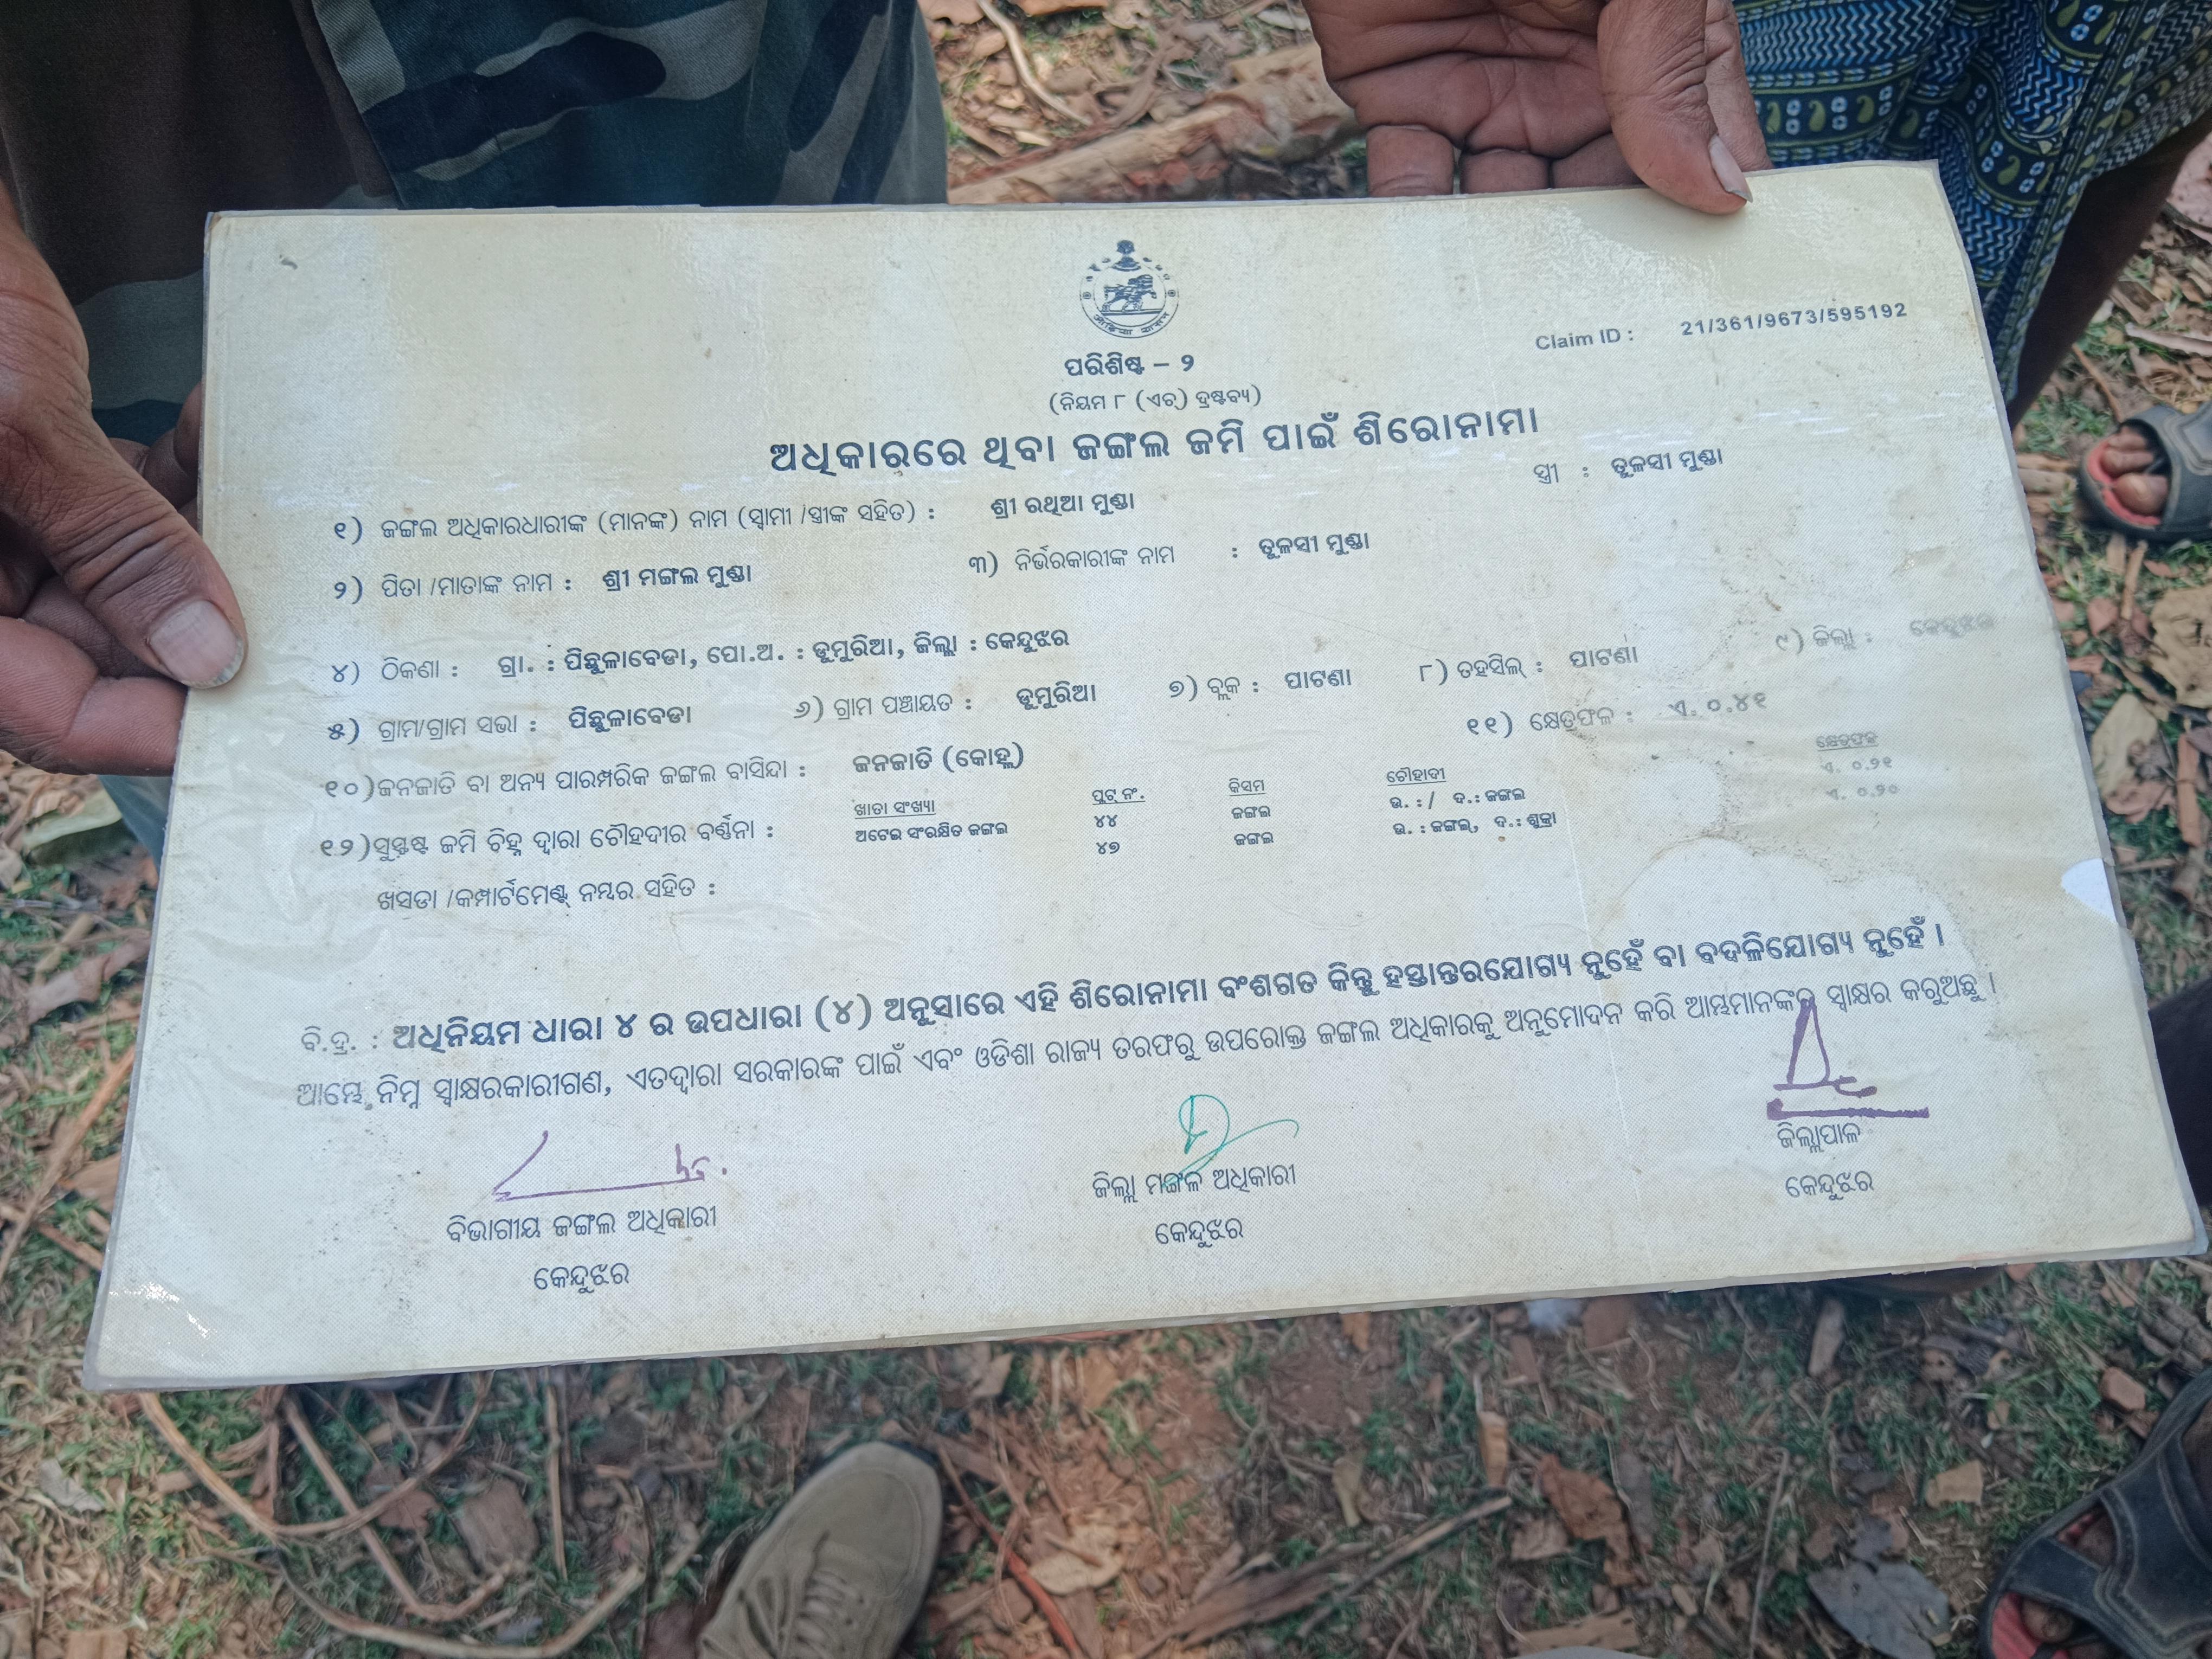 ଓଡ଼ିଶା ଶାସନ
ପରିଶିଷ୍ଟ – ୨
Claim ID : 21/361/9673/595192
(ନିୟମ ୮ (ଏଚ୍) ଦ୍ରଷ୍ଟବ୍ୟ)
ଅଧିକାରରେ ଥିବା ଜଙ୍ଗଲ ଜମି ପାଇଁ ଶିରୋନାମା
୧) ଜଙ୍ଗଲ ଅଧିକାରଧାରୀଙ୍କ (ମାନଙ୍କ) ନାମ (ସ୍ୱାମୀ /ସ୍ତ୍ରୀଙ୍କ ସହିତ) : ଶ୍ରୀ ରଥିଆ ମୁଣ୍ଡା ସ୍ତ୍ରୀ : ତୁଳସୀ ମୁଣ୍ଡା
୨) ପିତା /ମାତାଙ୍କ ନାମ : ଶ୍ରୀ ମଙ୍ଗଲ ମୁଣ୍ଡା ୩) ନିର୍ଭରକାରୀଙ୍କ ନାମ : ତୁଳସୀ ମୁଣ୍ଡା
୪) ଠିକଣା : ଗ୍ରା. : ପିଛୁଳାବେଡା, ପୋ.ଅ. : ଡୁମୁରିଆ, ଜିଲ୍ଲା : କେନ୍ଦୁଝର
୫) ଗ୍ରାମ/ଗ୍ରାମ ସଭା : ପିଛୁଳାବେଡା ୬) ଗ୍ରାମ ପଞ୍ଚାୟତ : ଡୁମୁରିଆ ୭) ବ୍ଲକ : ପାଟଣା ୮) ତହସିଲ୍ : ପାଟଣା ୯) ଜିଲ୍ଲା : କେନ୍ଦୁଝର
୧୦)ଜନଜାତି ବା ଅନ୍ୟ ପାରମ୍ପରିକ ଜଙ୍ଗଲ ବାସିନ୍ଦା : ଜନଜାତି (କୋହ୍ଲ) ୧୧) କ୍ଷେତ୍ରଫଳ : ଏ. ୦.୪୧
ଖାତା ସଂଖ୍ୟା ପ୍ଲଟ୍ ନଂ. କିସମ ଚୌହାଦୀ କ୍ଷେତ୍ରଫଳ
୧୨)ସୁସ୍ପଷ୍ଟ ଜମି ଚିହ୍ନ ଦ୍ୱାରା ଚୌହଦୀର ବର୍ଣ୍ଣନା : ଅଟେଇ ସଂରକ୍ଷିତ ଜଙ୍ଗଲ ୪୪ ଜଙ୍ଗଲ ଉ. : / ଦ.: ଜଙ୍ଗଲ ଏ. ୦.୨୧
୪୭ ଜଙ୍ଗଲ ଉ. : ଜଙ୍ଗଲ୍, ଦ.: ଶୁକ୍ରା ଏ. ୦.୨୦
ଖସଡା /କମ୍ପାର୍ଟମେଣ୍ଟ୍ ନମ୍ବର ସହିତ :
ବି.ଦ୍ର. : ଅଧିନିୟମ ଧାରା ୪ ର ଉପଧାରା (୪) ଅନୁସାରେ ଏହି ଶିରୋନାମା ବଂଶଗତ କିନ୍ତୁ ହସ୍ତାନ୍ତରଯୋଗ୍ୟ ନୁହେଁ ବା ବଦଳିଯୋଗ୍ୟ ନୁହେଁ ।
ଆମ୍ଭେ ନିମ୍ନ ସ୍ୱାକ୍ଷରକାରୀଗଣ, ଏତଦ୍ଦ୍ୱାରା ସରକାରଙ୍କ ପାଇଁ ଏବଂ ଓଡିଶା ରାଜ୍ୟ ତରଫରୁ ଉପରୋକ୍ତ ଜଙ୍ଗଲ ଅଧିକାରକୁ ଅନୁମୋଦନ କରି ଆମ୍ଭମାନଙ୍କର ସ୍ୱାକ୍ଷର କରୁଅଛୁ ।
ବିଭାଗୀୟ ଜଙ୍ଗଲ ଅଧିକାରୀ
କେନ୍ଦୁଝର
ଜିଲ୍ଲା ମଙ୍ଗଳ ଅଧିକାରୀ
କେନ୍ଦୁଝର
ଜିଲ୍ଲାପାଳ
କେନ୍ଦୁଝର